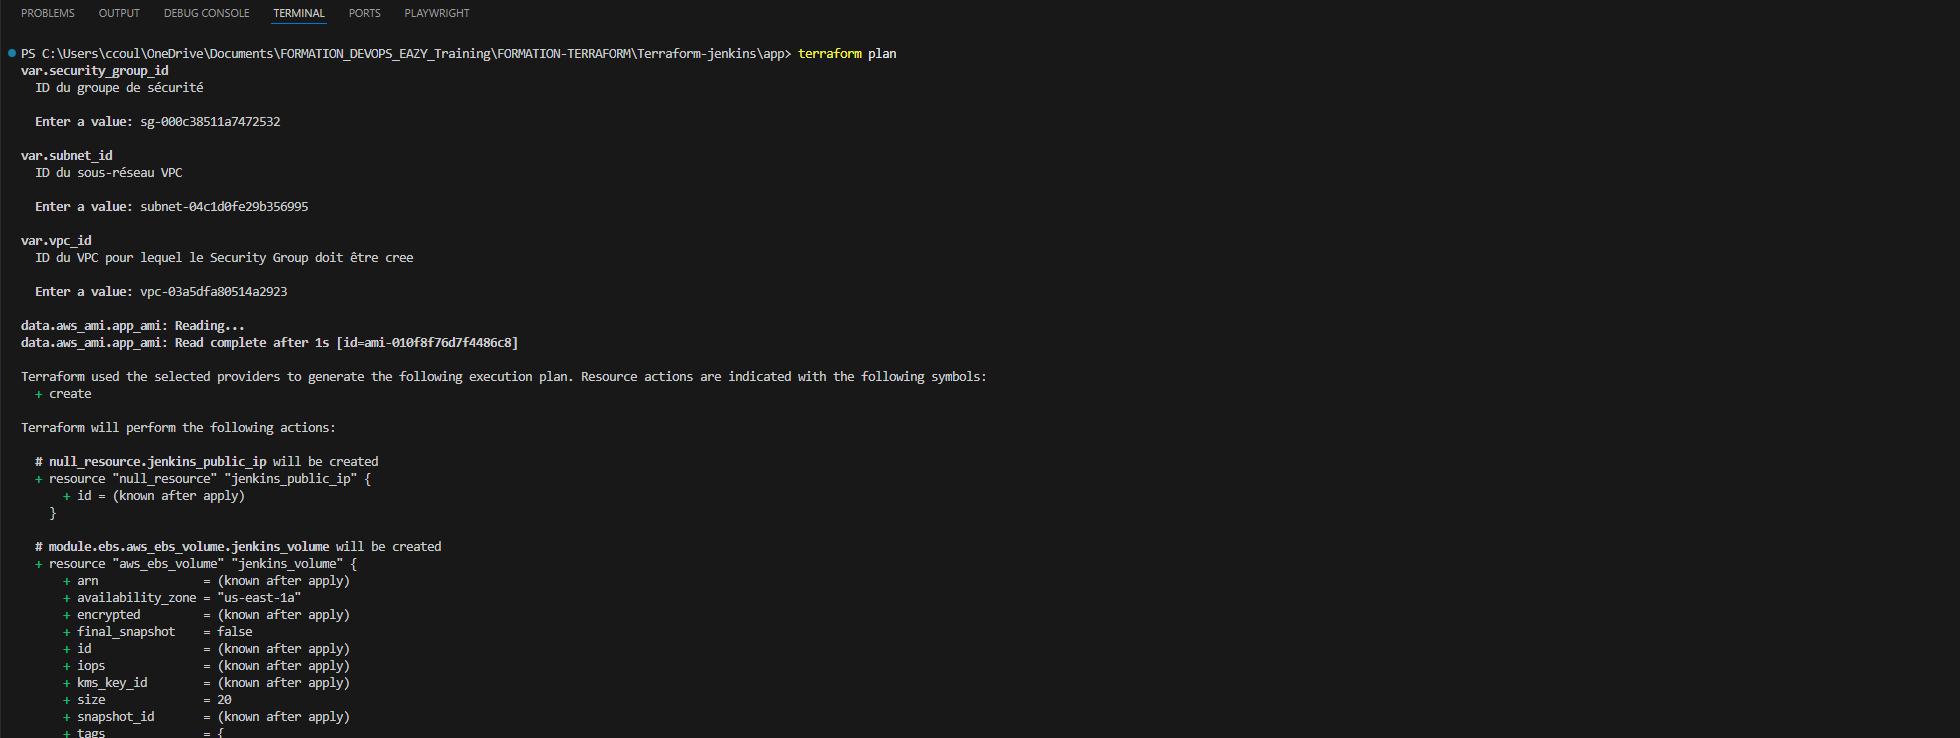 PROBLEMS OUTPUT DEBUG CONSOLE TERMINAL PORTS PLAYWRIGHT
PS C:\Users\ccoul\OneDrive\Documents\FORMATION_DEVOPS_EAZY_Training\FORMATION-TERRAFORM\Terraform-jenkins\app> terraform plan
var.security_group_id
  ID du groupe de sécurité

  Enter a value: sg-000c38511a7472532

var.subnet_id
  ID du sous-réseau VPC

  Enter a value: subnet-04c1d0fe29b356995

var.vpc_id
  ID du VPC pour lequel le Security Group doit être cree

  Enter a value: vpc-03a5dfa80514a2923

data.aws_ami.app_ami: Reading...
data.aws_ami.app_ami: Read complete after 1s [id=ami-010f8f76d7f4486c8]

Terraform used the selected providers to generate the following execution plan. Resource actions are indicated with the following symbols:
  + create

Terraform will perform the following actions:

  # null_resource.jenkins_public_ip will be created
  + resource "null_resource" "jenkins_public_ip" {
      + id = (known after apply)
    }

  # module.ebs.aws_ebs_volume.jenkins_volume will be created
  + resource "aws_ebs_volume" "jenkins_volume" {
      + arn               = (known after apply)
      + availability_zone = "us-east-1a"
      + encrypted         = (known after apply)
      + final_snapshot    = false
      + id                = (known after apply)
      + iops              = (known after apply)
      + kms_key_id        = (known after apply)
      + size              = 20
      + snapshot_id       = (known after apply)
      + tags              = {